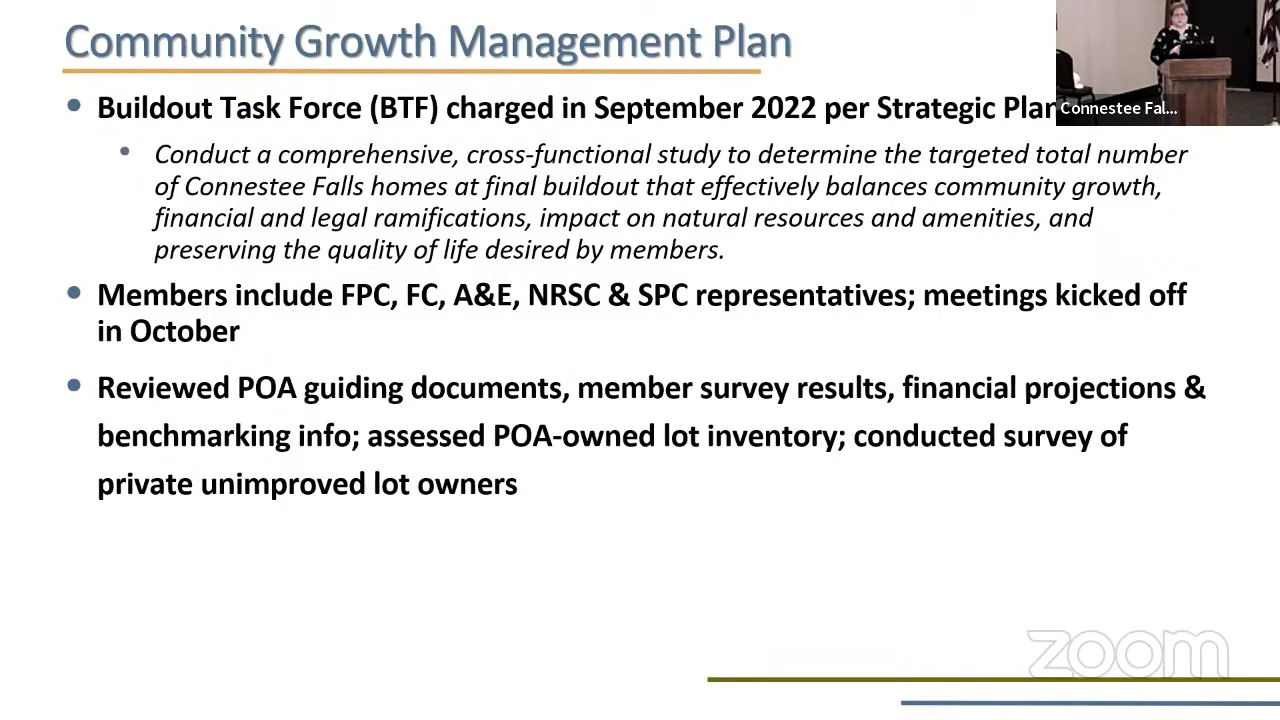 Community Growth Management Plan
Buildout Task Force (BTF) charged in September 2022 per Strategic Plan
Connestee Fal...
Conduct a comprehensive, cross-functional study to determine the targeted total number
of Connestee Falls homes at final buildout that effectively balances community growth,
financial and legal ramifications, impact on natural resources and amenities, and
preserving the quality of life desired by members.
Members include FPC, FC, A&E, NRSC & SPC representatives; meetings kicked off
in October
Reviewed POA guiding documents, member survey results, financial projections &
benchmarking info; assessed POA-owned lot inventory; conducted survey of
private unimproved lot owners
zoom